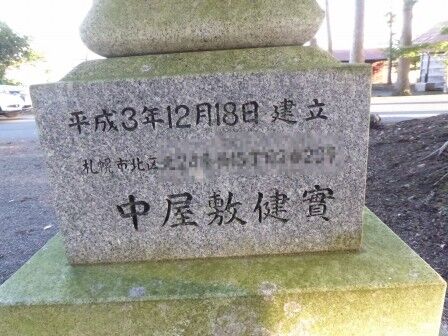 平成3年12月18日 建立
札幌市北区
中屋敷健實